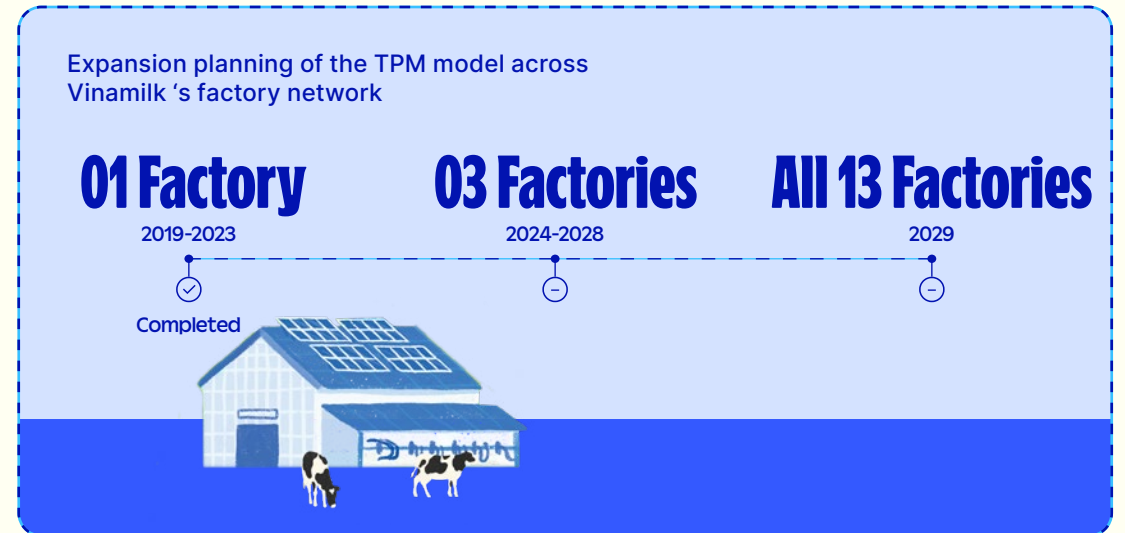 Expansion planning of the TPM model across
Vinamilk ‘s factory network
01 Factory
2019-2023
Completed
03 Factories
2024-2028
All 13 Factories
2029